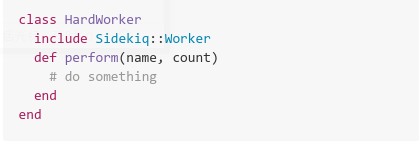 class HardWorker
  include Sidekiq::Worker
  def perform(name, count)
    # do something
  end
end